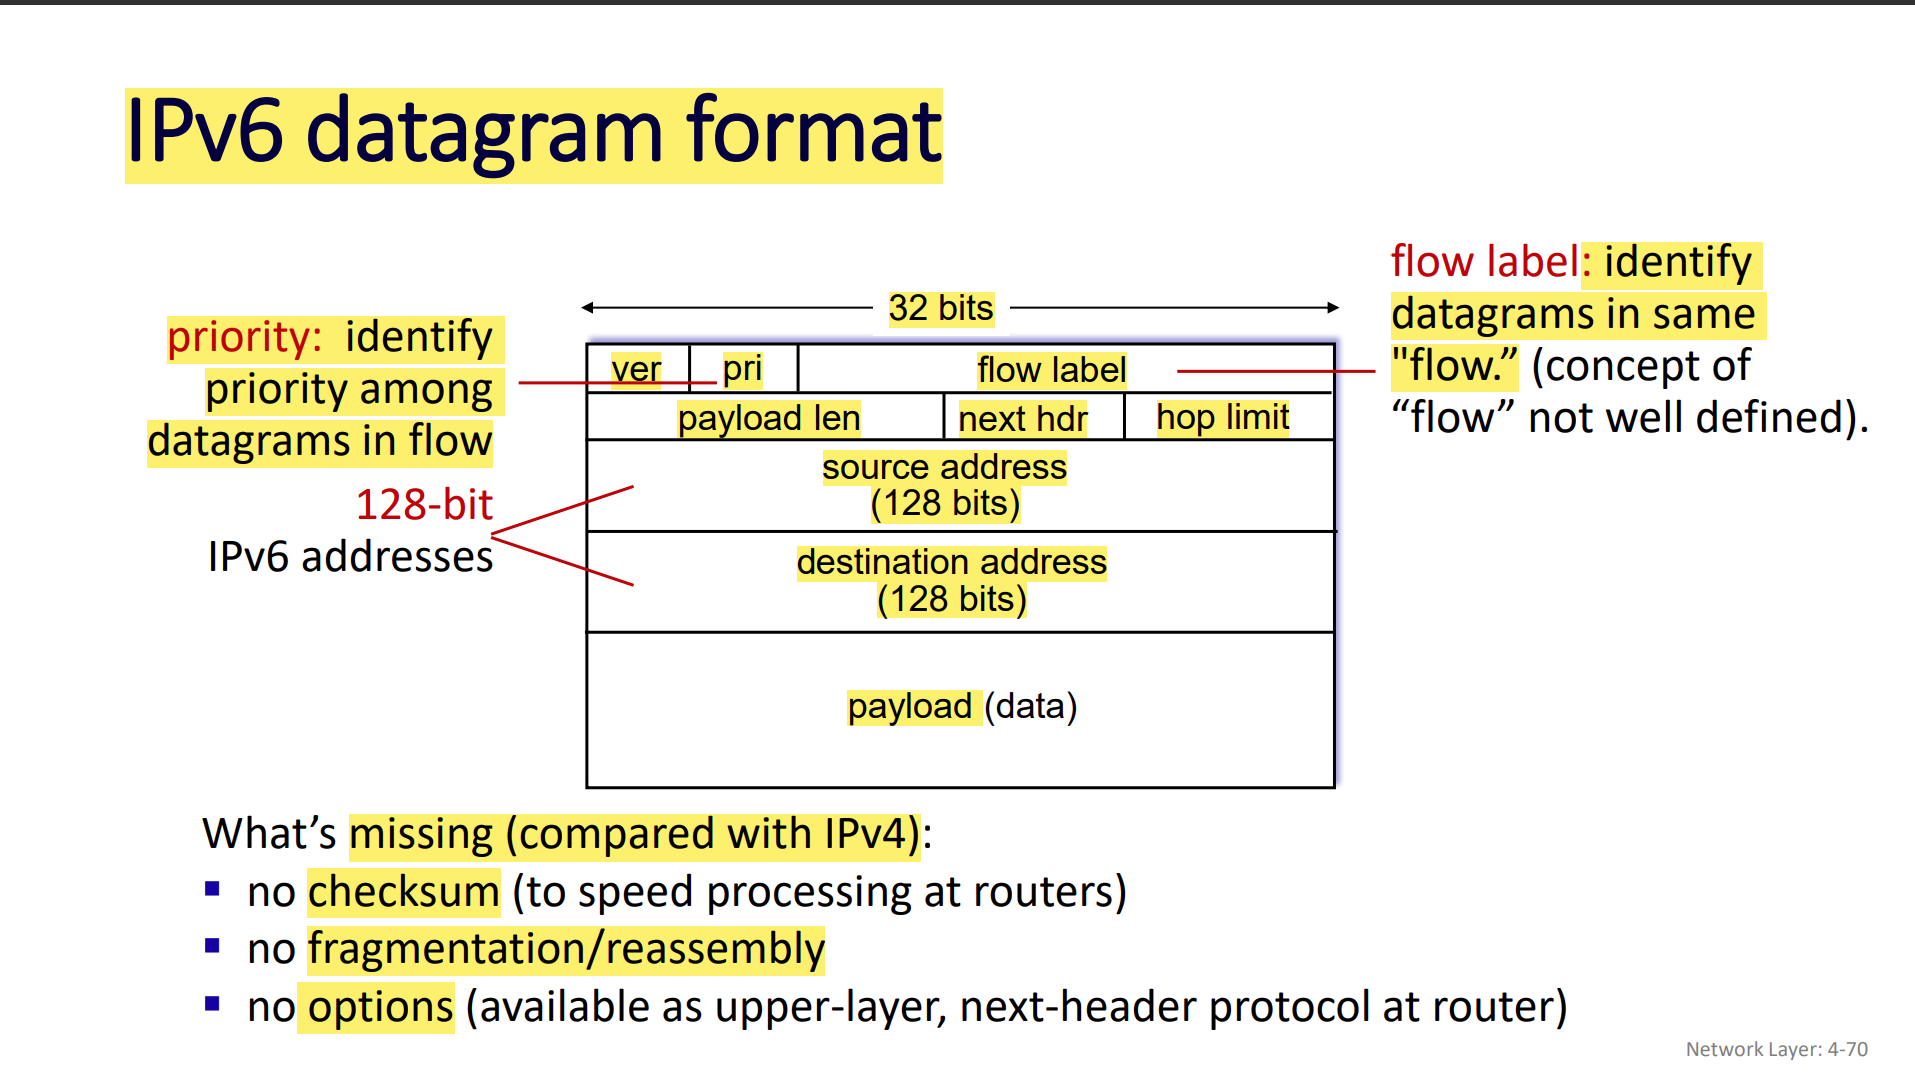 IPv6 datagram format
32 bits
priority: identify
priority among
datagrams in flow
128-bit
IPv6 addresses
ver pri flow label
payload len next hdr hop limit
source address
(128 bits)
destination address
(128 bits)
payload (data)
flow label: identify
datagrams in same
"flow.” (concept of
“flow” not well defined).
What’s missing (compared with IPv4):
▪ no checksum (to speed processing at routers)
▪ no fragmentation/reassembly
▪ no options (available as upper-layer, next-header protocol at router)
Network Layer: 4-70